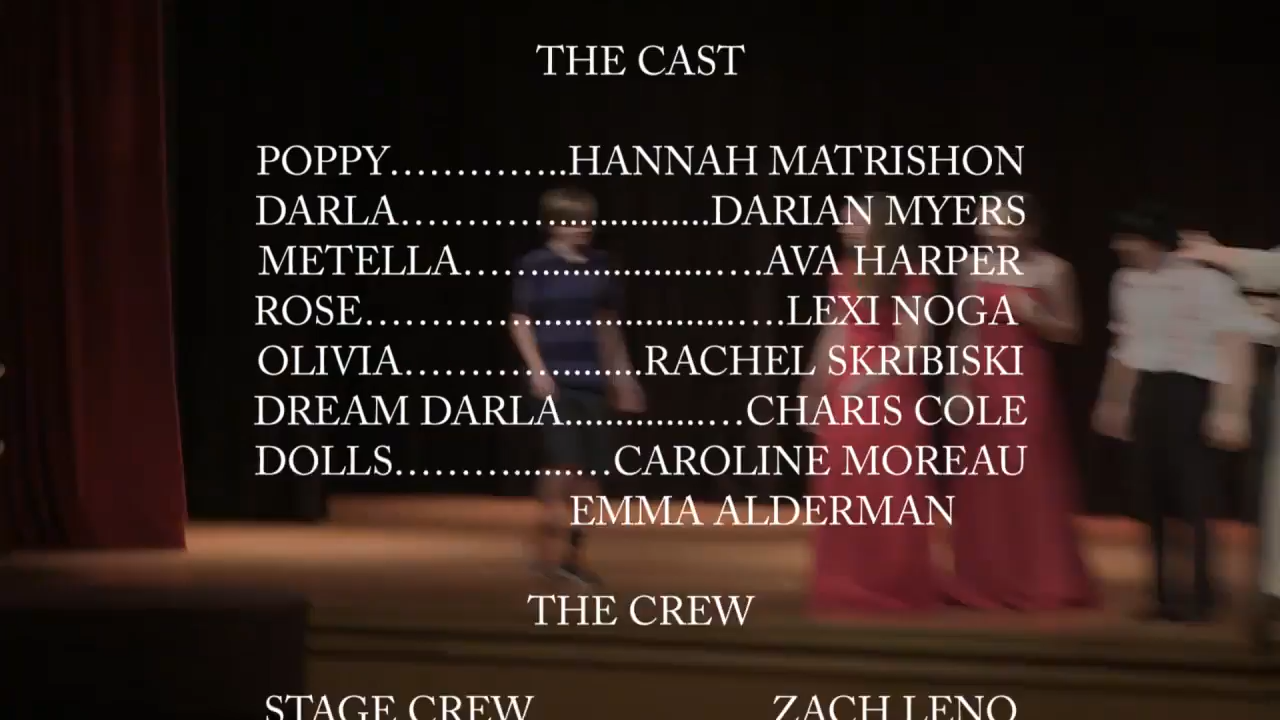 THE CAST
POPPY…………..HANNAH MATRISHON
DARLA…………................DARIAN MYERS
METELLA……........................….AVA HARPER
ROSE…………….........................….LEXI NOGA
OLIVIA…………….........RACHEL SKRIBISKI
DREAM DARLA..............…CHARIS COLE
DOLLS………….......…CAROLINE MOREAU
EMMA ALDERMAN
THE CREW
STAGE CREW ZACH LENO